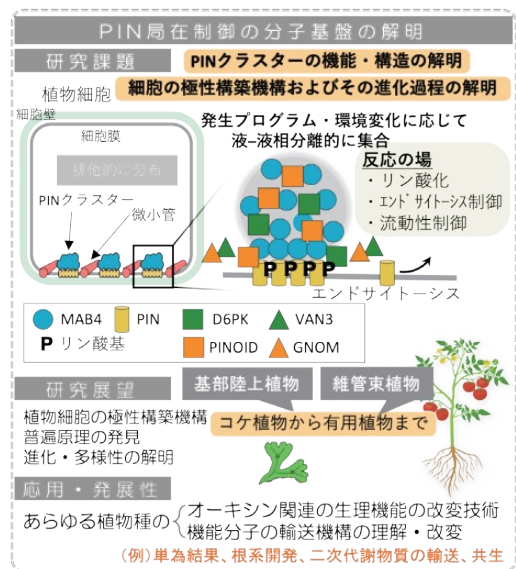 PIN局在制御の分子基盤の解明
研究課題
PINクラスターの機能・構造の解明
細胞の極性構築機構およびその進化過程の解明
植物細胞
細胞壁
細胞膜
排他的に分布
PINクラスター
微小管
発生プログラム・環境変化に応じて
液–液相分離的に集合
反応の場
・リン酸化
・ｴﾝﾄﾞｻｲﾄｰｼｽ制御
・流動性制御
P P P P
エンドサイトーシス
MAB4
PIN
D6PK
VAN3
P リン酸基
PINOID
GNOM
研究展望
植物細胞の極性構築機構
普遍原理の発見
進化・多様性の解明
基部陸上植物
維管束植物
コケ植物から有用植物まで
応用・発展性
あらゆる植物種の
オーキシン関連の生理機能の改変技術
機能分子の輸送機構の理解・改変
（例）単為結果、根系開発、二次代謝物質の輸送、共生